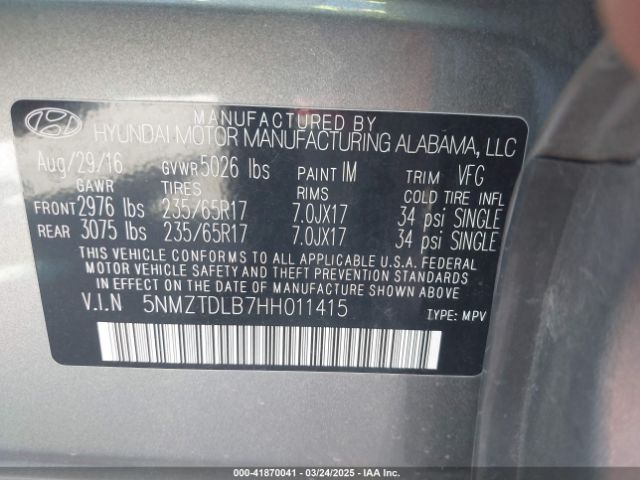 MANUFACTURED BY
HYUNDAI MOTOR MANUFACTURING ALABAMA, LLC
Aug/29/16 GVWR 5026 lbs PAINT IM TRIM VFG
GAWR TIRES RIMS COLD TIRE INFL
FRONT 2976 lbs 235/65R17 7.0JX17 34 psi SINGLE
REAR 3075 lbs 235/65R17 7.0JX17 34 psi SINGLE
THIS VEHICLE CONFORMS TO ALL APPLICABLE U.S.A. FEDERAL
MOTOR VEHICLE SAFETY AND THEFT PREVENTION STANDARDS
IN EFFECT ON THE DATE OF MANUFACTURE SHOWN ABOVE.
V.I.N 5NMZTDLB7HH011415 TYPE: MPV
000-41870041 • 03/24/2025 • IAA, Inc.